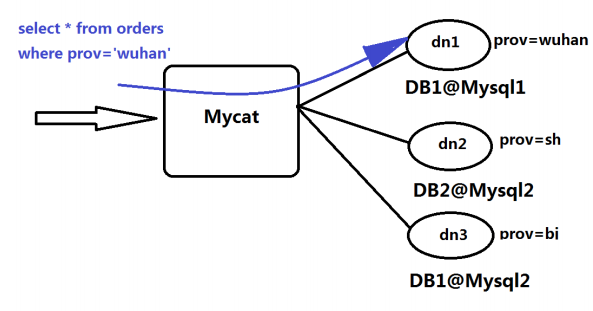 select * from orders
where prov='wuhan'
Mycat
dn1
prov=wuhan
DB1@Mysql1
dn2
prov=sh
DB2@Mysql2
dn3
prov=bj
DB1@Mysql2